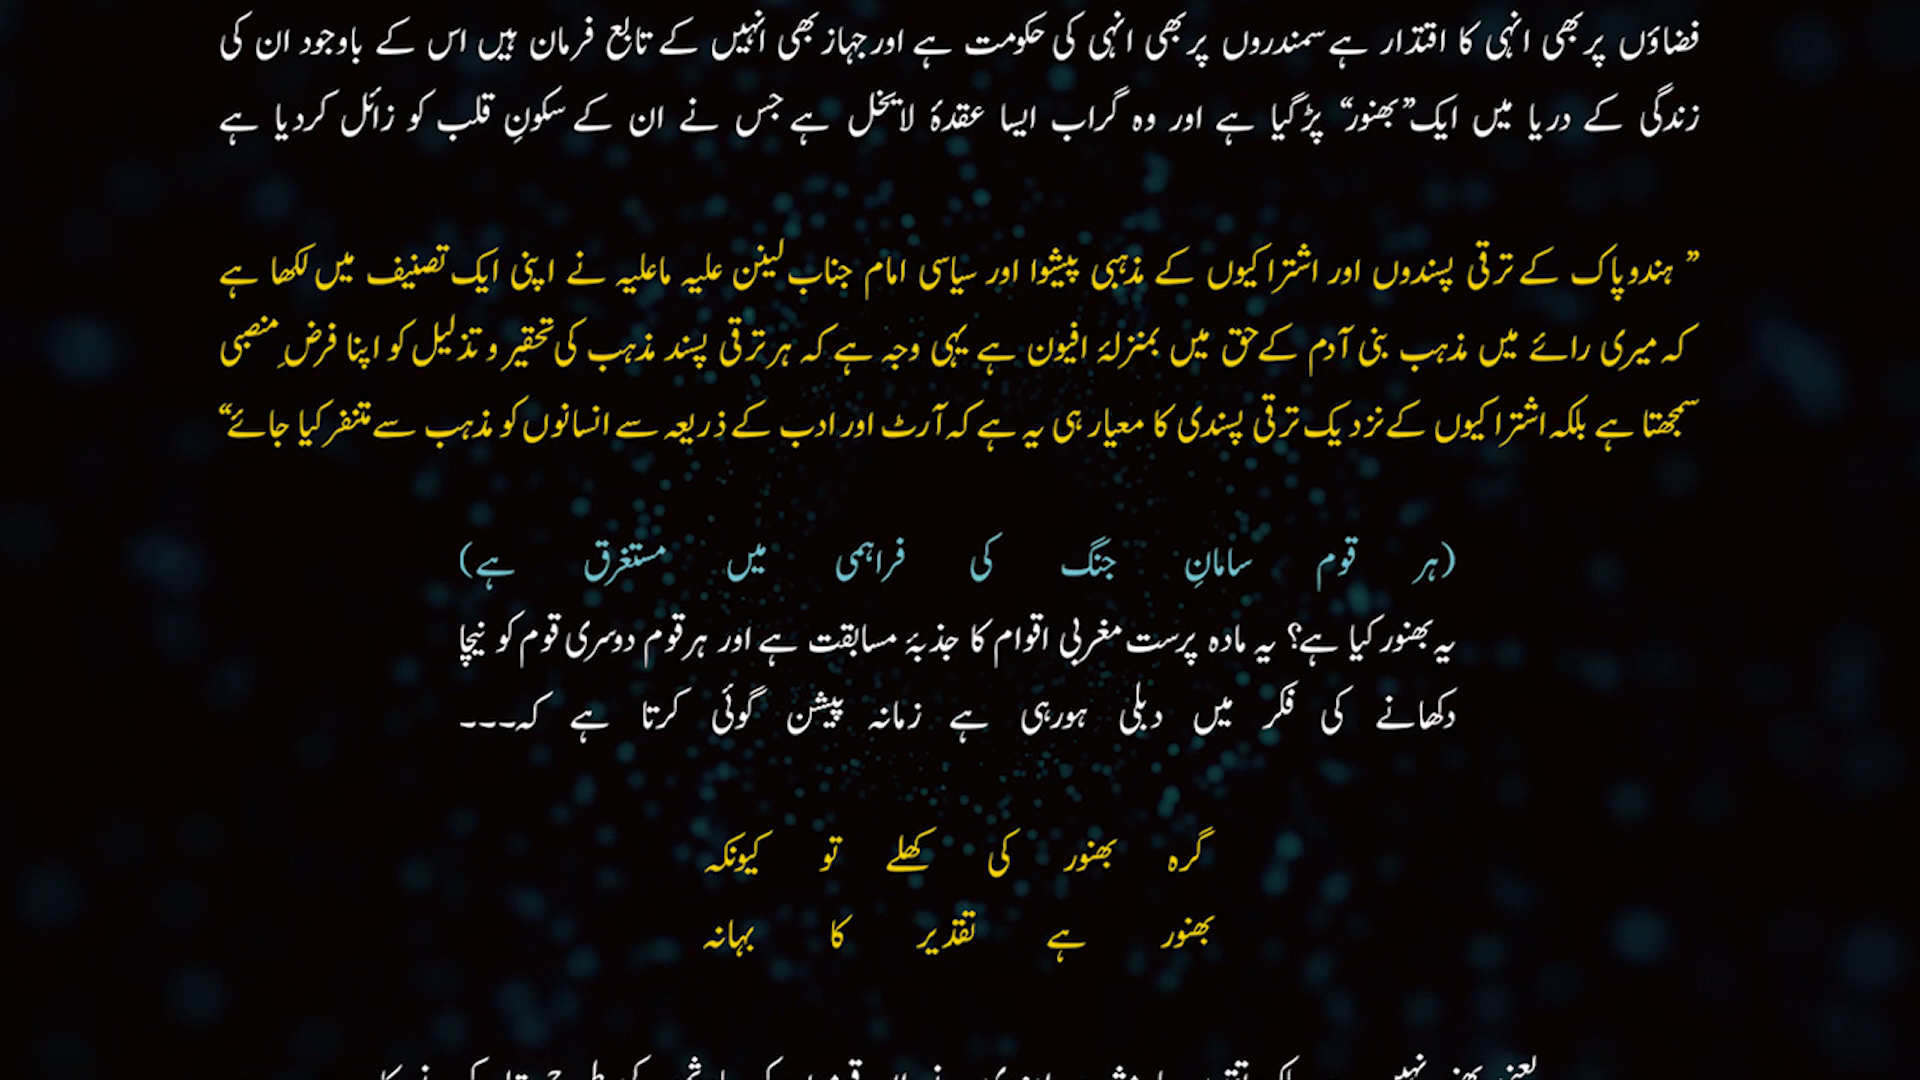 فضاؤں پر بھی انہی کا اقتدار ہے سمندروں پر بھی انہی کی حکومت ہے اور جہاز بھی انہیں کے تابع فرمان ہیں اس کے باوجود ان کی
زندگی کے دریا میں ایک ”بھنور“ پڑ گیا ہے اور وہ گراب ایسا عقدۂ لایخل ہے جس نے ان کے سکونِ قلب کو زائل کردیا ہے
” ہندوپاک کے ترقی پسندوں اور اشتراکیوں کے مذہبی پیشوا اور سیاسی امام جناب لینن علیہ ماعلیہ نے اپنی ایک تصنیف میں لکھا ہے
کہ میری رائے میں مذہب بنی آدم کے حق میں بمنزلۂ افیون ہے یہی وجہ ہے کہ ہر ترقی پسند مذہب کی تحقیر و تذلیل کو اپنا فرضِ منصبی
سمجھتا ہے بلکہ اشتراکیوں کے نزدیک ترقی پسندی کا معیار ہی یہ ہے کہ آرٹ اور ادب کے ذریعہ سے انسانوں کو مذہب سے متنفر کیا جائے“
(ہر قوم سامانِ جنگ کی فراہمی میں مستغرق ہے)
یہ بھنور کیا ہے؟ یہ مادہ پرست مغربی اقوام کا جذبۂ مسابقت ہے اور ہر قوم دوسری قوم کو نیچا
دکھانے کی فکر میں دبلی ہورہی ہے زمانہ پیشن گوئی کرتا ہے کہ۔۔۔
گرہ بھنور کی کھلے تو کیونکہ
بھنور ہے تقدیر کا بہانہ